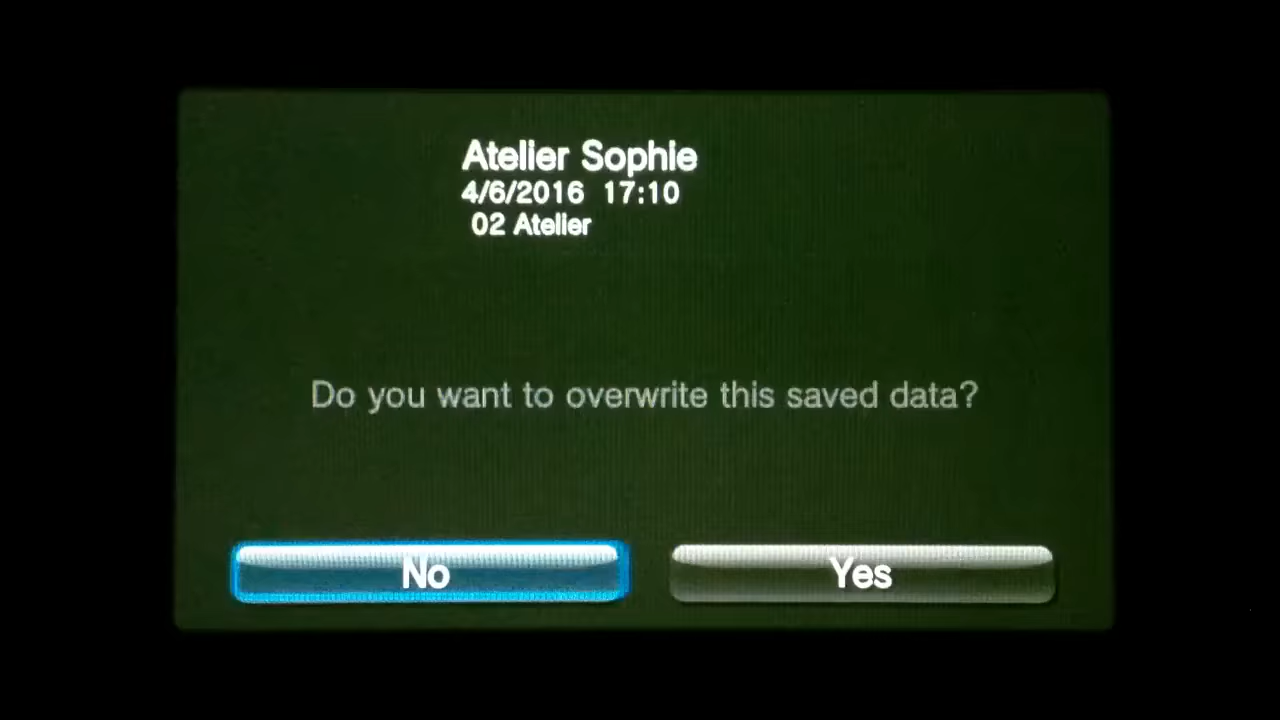 Atelier Sophie
4/6/2016 17:10
02 Atelier
Do you want to overwrite this saved data?
No
Yes